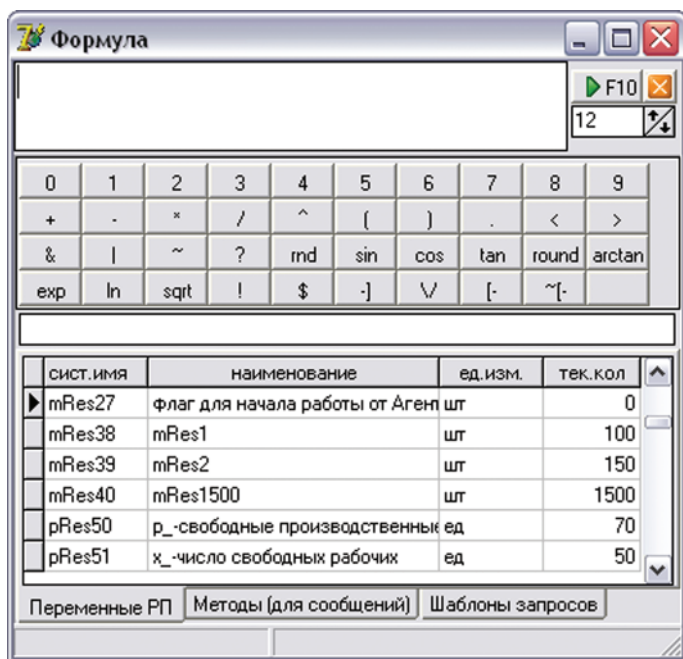 Формула
F10
12
0 1 2 3 4 5 6 7 8 9
+ - * / ^ ( ) . < >
& | ~ ? rnd sin cos tan round arctan
exp ln sqrt ! $ -] \/ [- ~[-
сист.имя наименование ед.изм. тек.кол
mRes27 флаг для начала работы от Аген шт 0
mRes38 mRes1 шт 100
mRes39 mRes2 шт 150
mRes40 mRes1500 шт 1500
pRes50 p_-свободные производственные ед 70
pRes51 x_-число свободных рабочих ед 50
Переменные РП Методы (для сообщений) Шаблоны запросов